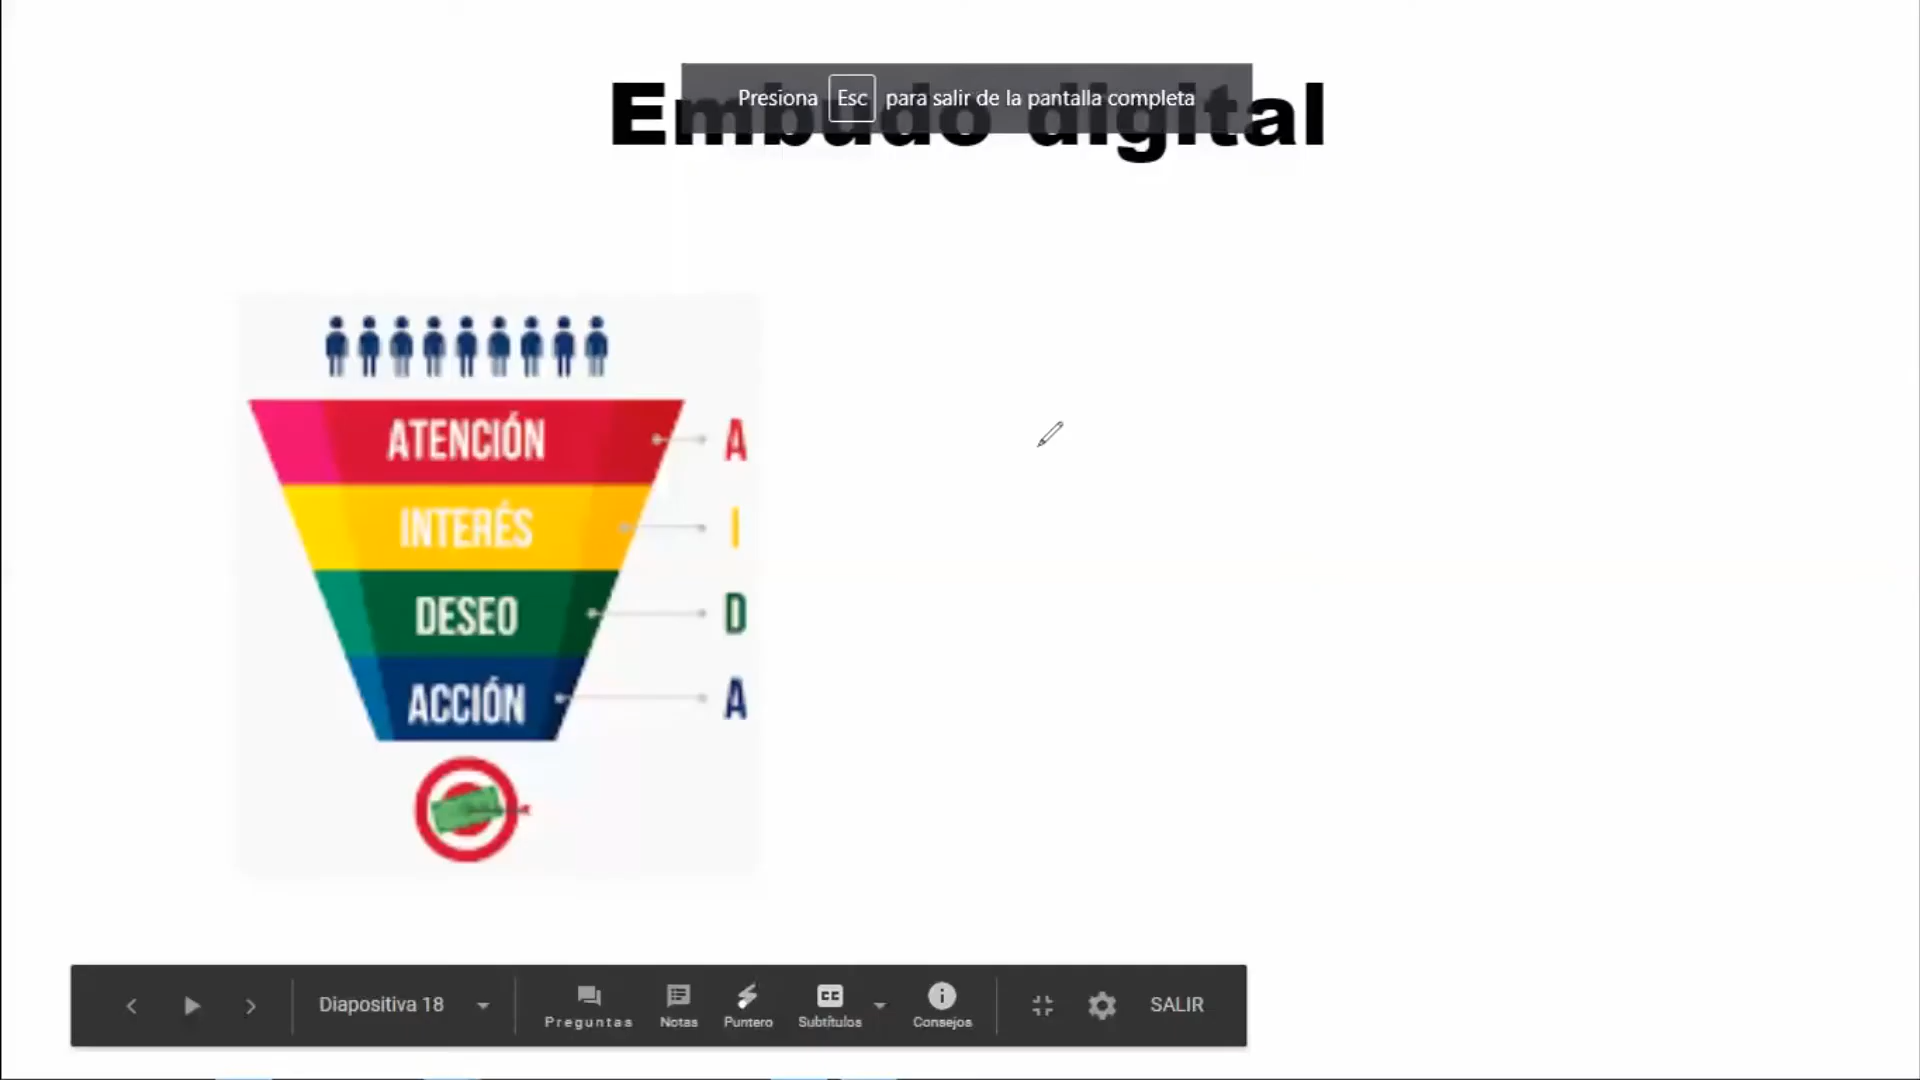 Embudo digital
Presiona Esc para salir de la pantalla completa
ATENCIÓN A
INTERÉS I
DESEO D
ACCIÓN A
Diapositiva 18
Preguntas
Notas
Puntero
CC
Subtítulos
Consejos
SALIR